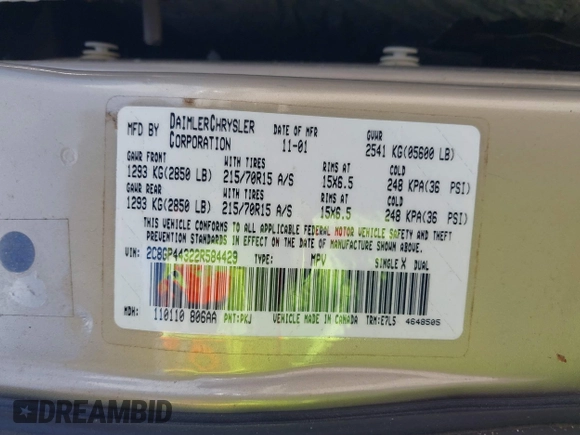 MFD BY DAIMLERCHRYSLER CORPORATION DATE OF MFR 11-01 GVWR 2541 KG(05600 LB)
GAWR FRONT WITH TIRES RIMS AT COLD
1293 KG(2850 LB) 215/70R15 A/S 15X6.5 248 KPA(36 PSI)
GAWR REAR WITH TIRES RIMS AT COLD
1293 KG(2850 LB) 215/70R15 A/S 15X6.5 248 KPA(36 PSI)
THIS VEHICLE CONFORMS TO ALL APPLICABLE FEDERAL MOTOR VEHICLE SAFETY AND THEFT
PREVENTION STANDARDS IN EFFECT ON THE DATE OF MANUFACTURE SHOWN ABOVE.
VIN: 2C8GP44322R584429 TYPE: MPV SINGLE X DUAL
MDH: 110110 B06AA PNT:PKJ VEHICLE MADE IN CANADA TRM:E7L5 4648505
DREAMBID